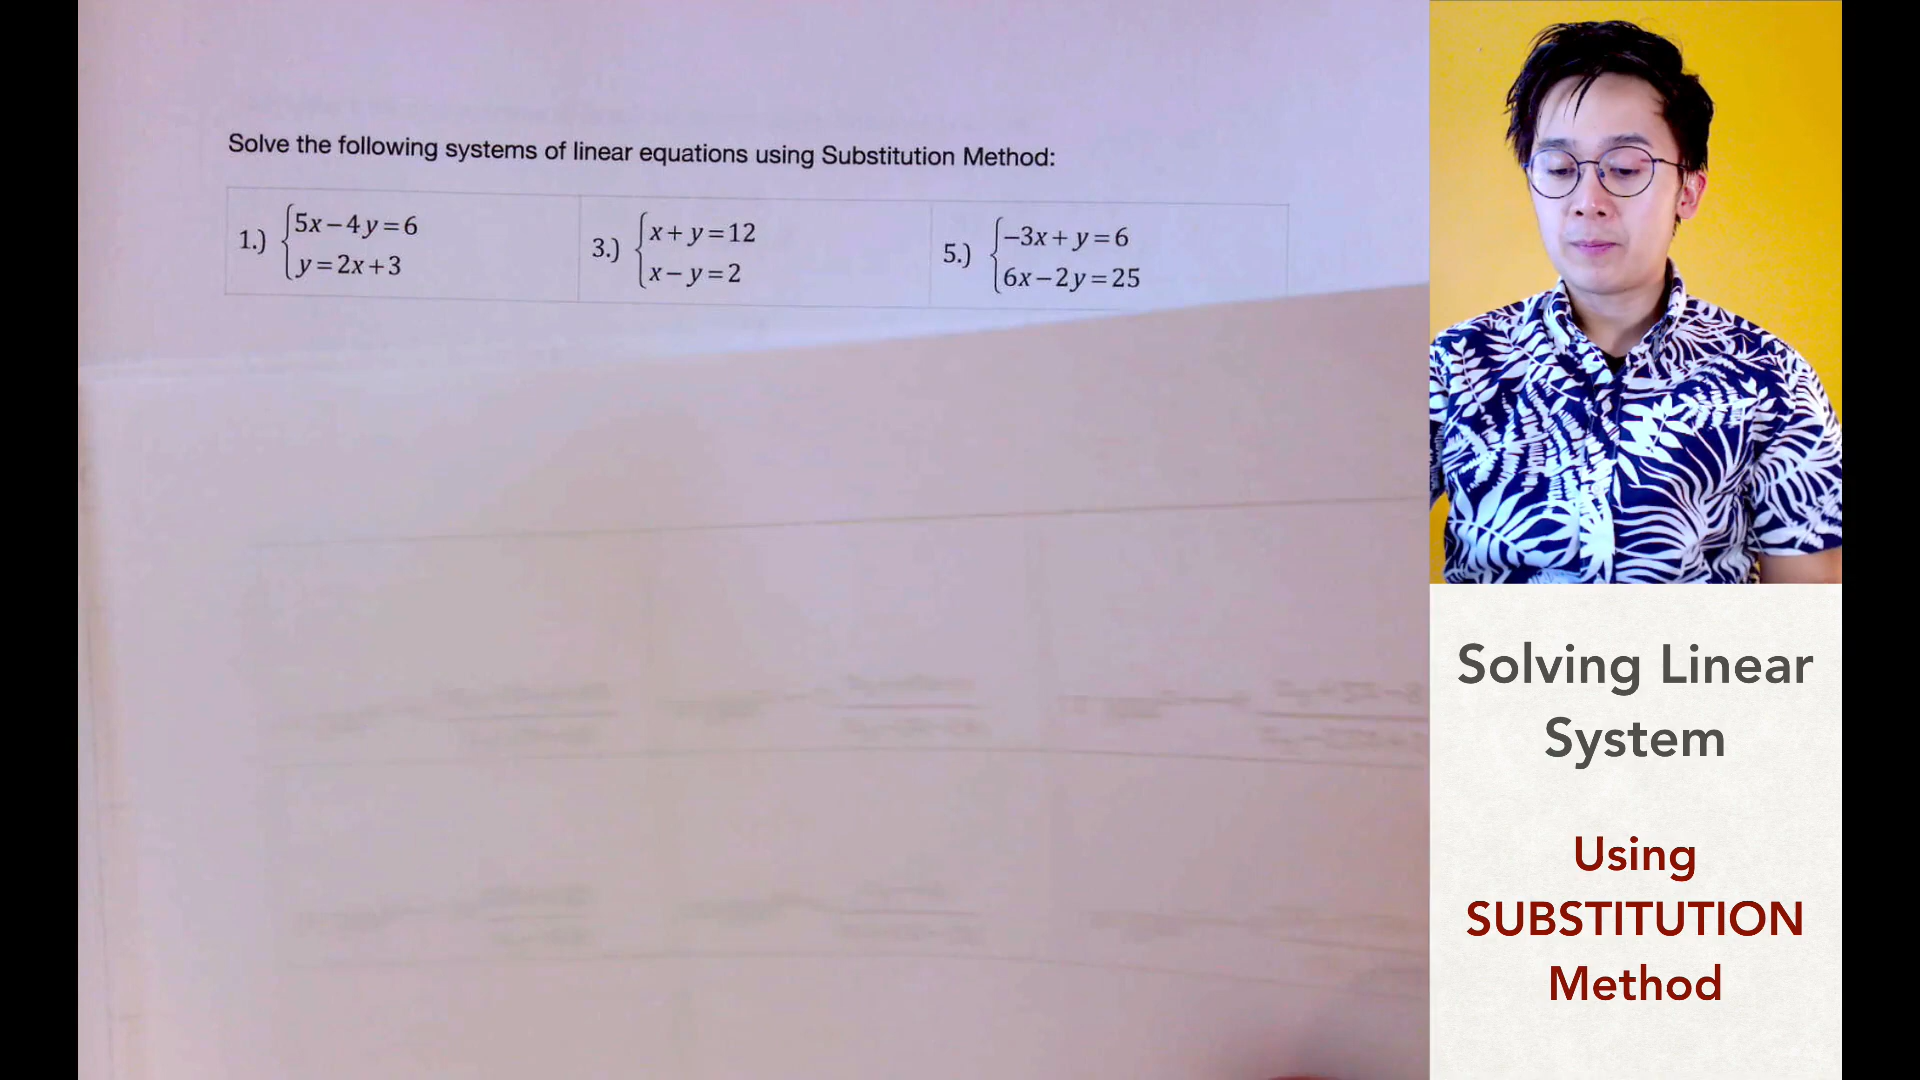 Solve the following systems of linear equations using Substitution Method:
1.) {5x−4y=6
y=2x+3
3.) {x+y=12
x−y=2
5.) {−3x+y=6
6x−2y=25
Solving Linear
System
Using
SUBSTITUTION
Method